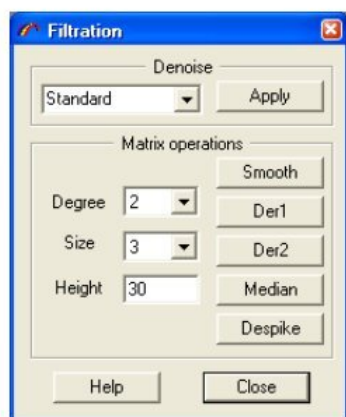 Filtration
Denoise
Standard
Apply
Matrix operations
Smooth
Degree 2
Der1
Size 3
Der2
Height 30
Median
Despike
Help
Close